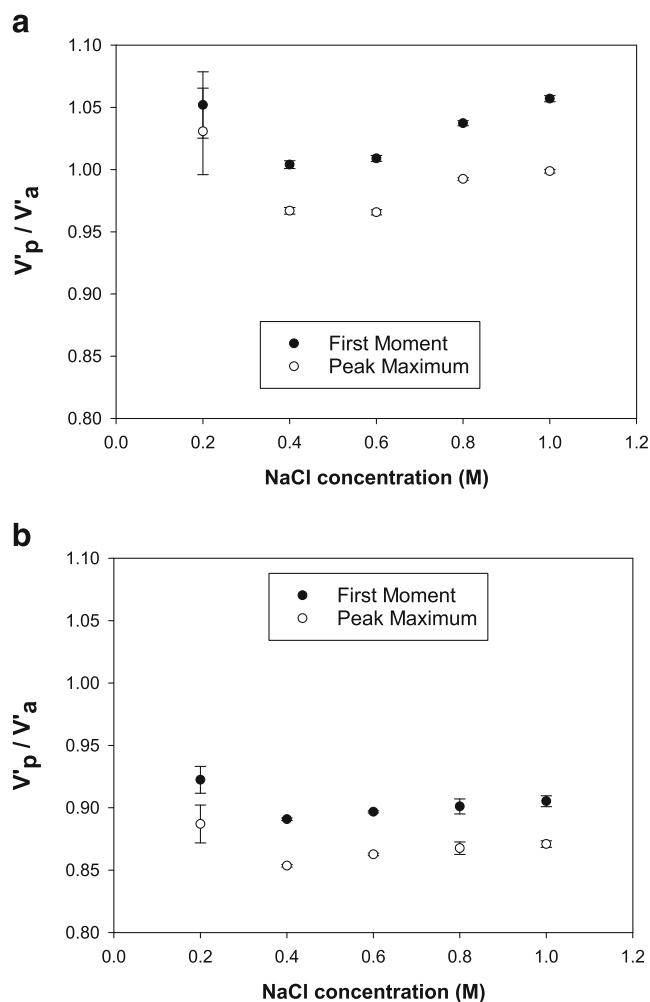 a
1.10
1.05
1.00
0.95
0.90
0.85
0.80
V'p / V'a
First Moment
Peak Maximum
0.0 0.2 0.4 0.6 0.8 1.0 1.2
NaCl concentration (M)
b
1.10
1.05
1.00
0.95
0.90
0.85
0.80
V'p / V'a
First Moment
Peak Maximum
0.0 0.2 0.4 0.6 0.8 1.0 1.2
NaCl concentration (M)